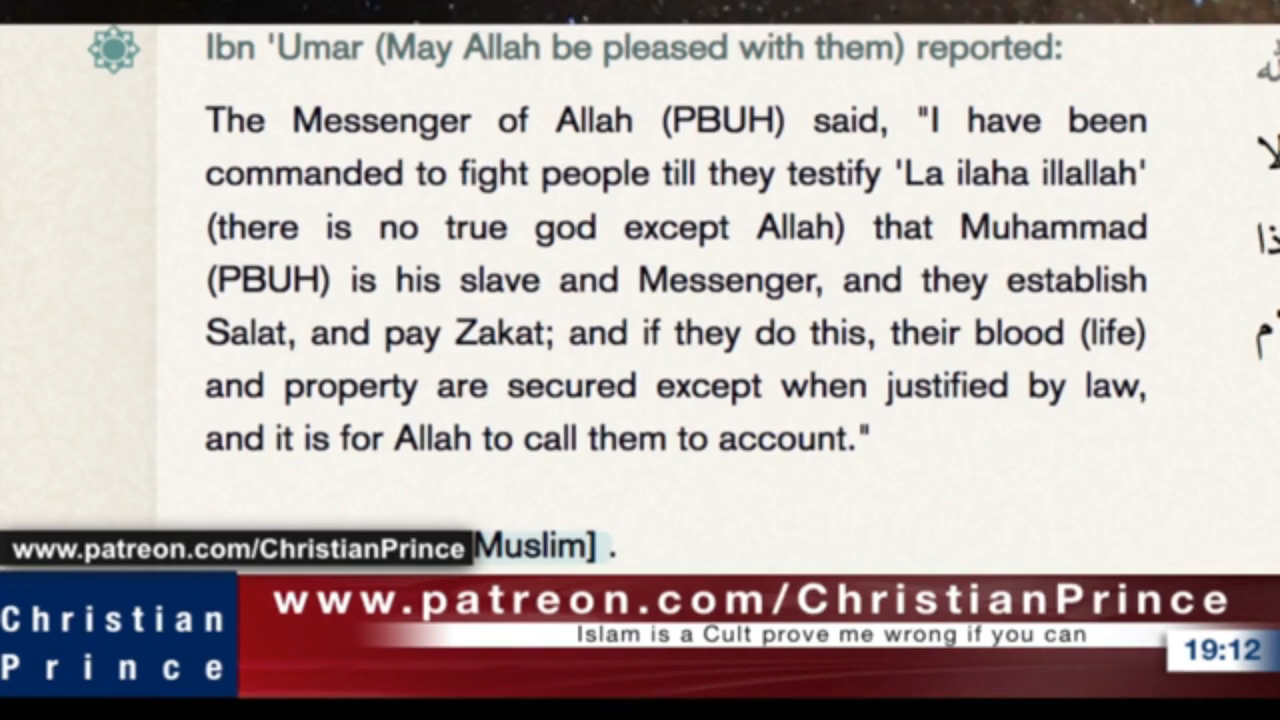 Ibn 'Umar (May Allah be pleased with them) reported:
The Messenger of Allah (PBUH) said, "I have been
commanded to fight people till they testify 'La ilaha illallah'
(there is no true god except Allah) that Muhammad
(PBUH) is his slave and Messenger, and they establish
Salat, and pay Zakat; and if they do this, their blood (life)
and property are secured except when justified by law,
and it is for Allah to call them to account."
www.patreon.com/ChristianPrince Muslim] .
www.patreon.com/ChristianPrince
Islam is a Cult prove me wrong if you can
Christian
Prince
19:12